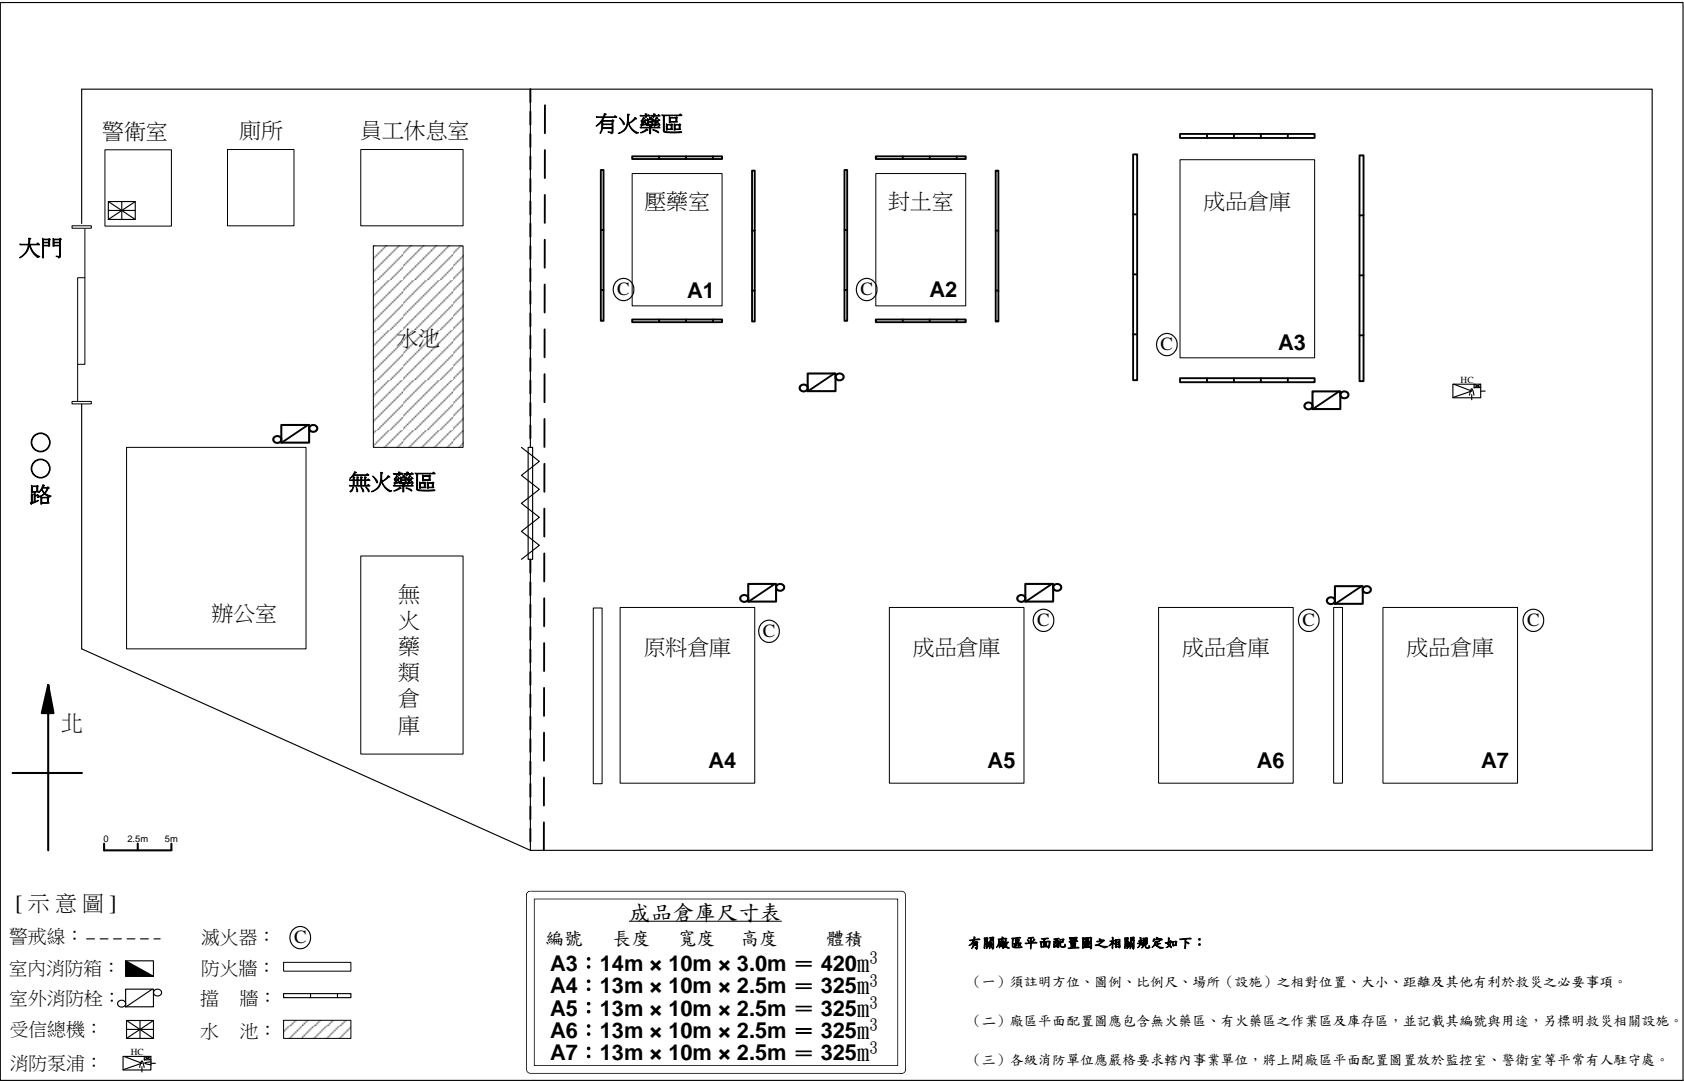 有火藥區
警衛室 廁所 員工休息室
壓藥室 封土室 成品倉庫
大門
C A1 C A2
水池
C A3
HC
○○路
無火藥區
辦公室
無火藥類倉庫
原料倉庫 C 成品倉庫 C 成品倉庫 C 成品倉庫 C
北
A4 A5 A6 A7
0 2.5m 5m
[示意圖]
警戒線：------ 滅火器：C
室內消防箱： 防火牆：
室外消防栓： 擋 牆：
受信總機： 水 池：
消防泵浦： HC
成品倉庫尺寸表
編號 長度 寬度 高度 體積
A3：14m × 10m × 3.0m ＝ 420m³
A4：13m × 10m × 2.5m ＝ 325m³
A5：13m × 10m × 2.5m ＝ 325m³
A6：13m × 10m × 2.5m ＝ 325m³
A7：13m × 10m × 2.5m ＝ 325m³
有關廠區平面配置圖之相關規定如下：
（一）須註明方位、圖例、比例尺、場所（設施）之相對位置、大小、距離及其他有利於救災之必要事項。
（二）廠區平面配置圖應包含無火藥區、有火藥區之作業區及庫存區，並記載其編號與用途，另標明救災相關設施。
（三）各級消防單位應嚴格要求轄內事業單位，將上開廠區平面配置圖置放於監控室、警衛室等平常有人駐守處。